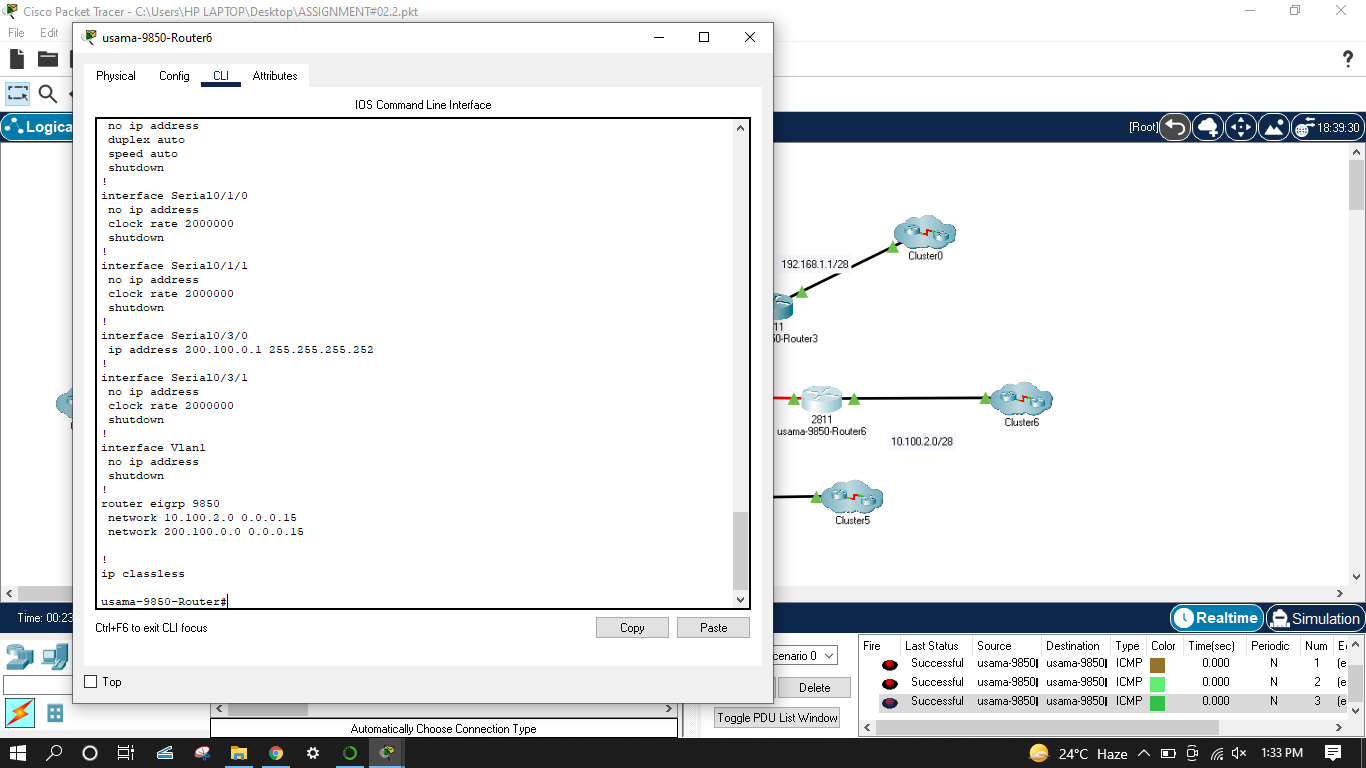 Cisco Packet Tracer - C:\Users\HP LAPTOP\Desktop\ASSIGNMENT#02.2.pkt
File Edit
usama-9850-Router6
Physical Config CLI Attributes
IOS Command Line Interface
no ip address
duplex auto
speed auto
shutdown
!
interface Serial0/1/0
no ip address
clock rate 2000000
shutdown
!
interface Serial0/1/1
no ip address
clock rate 2000000
shutdown
!
interface Serial0/3/0
ip address 200.100.0.1 255.255.255.252
!
interface Serial0/3/1
no ip address
clock rate 2000000
shutdown
!
interface Vlan1
no ip address
shutdown
!
router eigrp 9850
network 10.100.2.0 0.0.0.15
network 200.100.0.0 0.0.0.15
!
ip classless
usama-9850-Router#
Ctrl+F6 to exit CLI focus
Copy Paste
Top
Logica
[Root] 18:39:30
192.168.1.1/28
Cluster0
11
50-Router3
2811
usama-9850-Router6
10.100.2.0/28
Cluster6
Cluster5
Time: 00:23
Realtime Simulation
cenario 0
Delete
Toggle PDU List Window
Fire Last Status Source Destination Type Color Time(sec) Periodic Num E
Successful usama-9850 usama-9850 ICMP 0.000 N 1 (e
Successful usama-9850 usama-9850 ICMP 0.000 N 2 (e
Successful usama-9850 usama-9850 ICMP 0.000 N 3 (e
Automatically Choose Connection Type
24°C Haze 1:33 PM